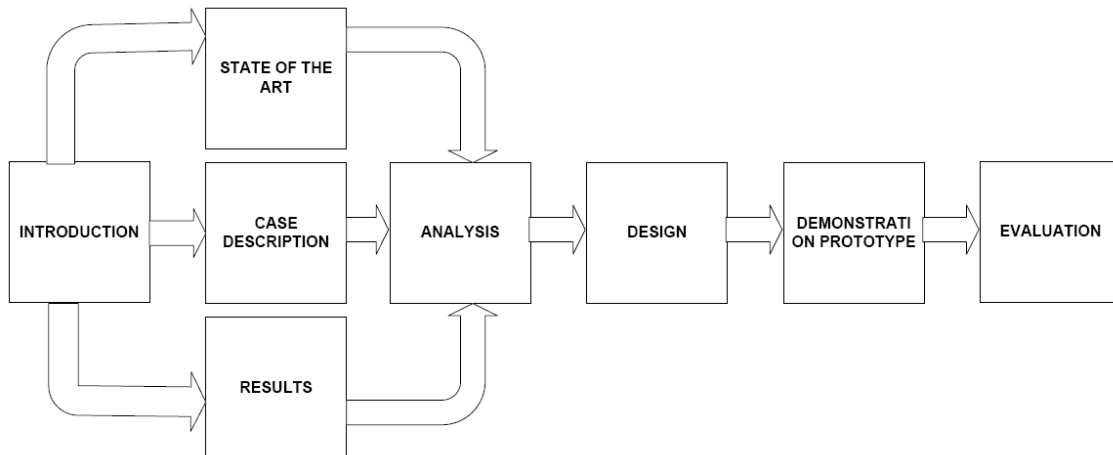 STATE OF THE
ART
INTRODUCTION
CASE
DESCRIPTION
ANALYSIS
DESIGN
DEMONSTRATI
ON PROTOTYPE
EVALUATION
RESULTS